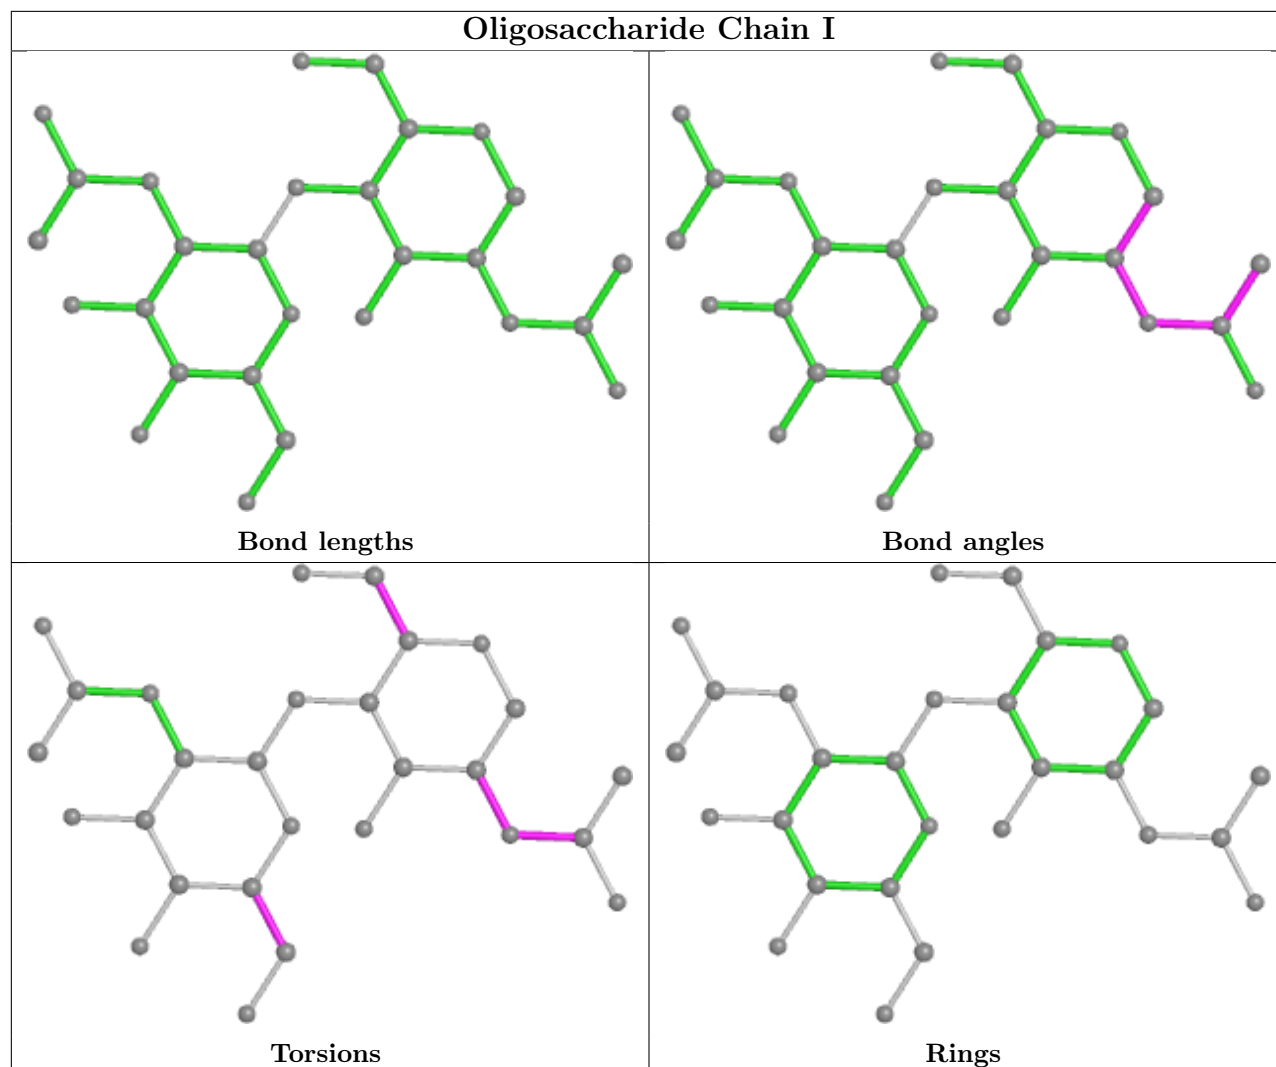 Oligosaccharide Chain I
Bond lengths
Bond angles
Torsions
Rings